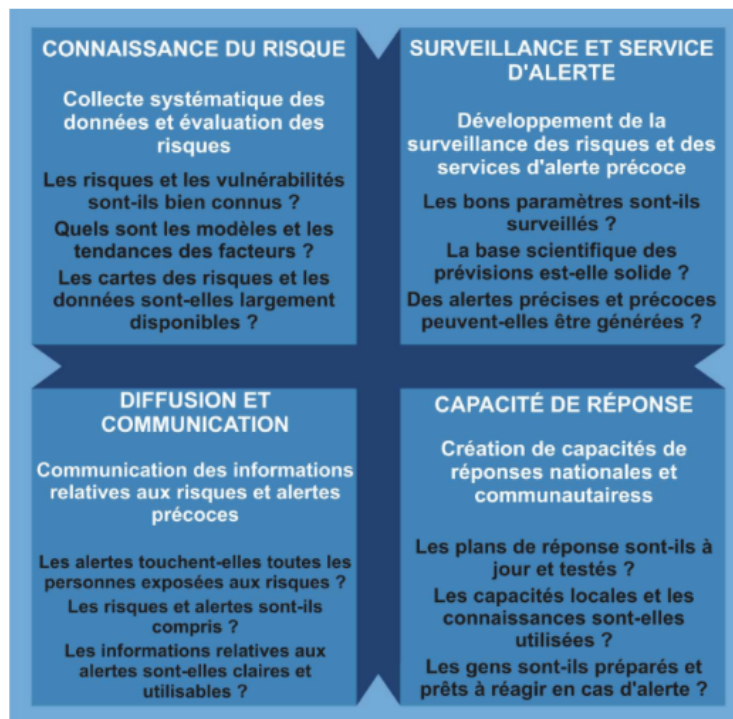 CONNAISSANCE DU RISQUE
Collecte systématique des
données et évaluation des
risques
Les risques et les vulnérabilités
sont-ils bien connus ?
Quels sont les modèles et les
tendances des facteurs ?
Les cartes des risques et les
données sont-elles largement
disponibles ?
SURVEILLANCE ET SERVICE
D'ALERTE
Développement de la
surveillance des risques et des
services d'alerte précoce
Les bons paramètres sont-ils
surveillés ?
La base scientifique des
prévisions est-elle solide ?
Des alertes précises et précoces
peuvent-elles être générées ?
DIFFUSION ET
COMMUNICATION
Communication des informations
relatives aux risques et alertes
précoces
Les alertes touchent-elles toutes les
personnes exposées aux risques ?
Les risques et alertes sont-ils
compris ?
Les informations relatives aux
alertes sont-elles claires et
utilisables ?
CAPACITÉ DE RÉPONSE
Création de capacités de
réponses nationales et
communautairess
Les plans de réponse sont-ils à
jour et testés ?
Les capacités locales et les
connaissances sont-elles
utilisées ?
Les gens sont-ils préparés et
prêts à réagir en cas d'alerte ?